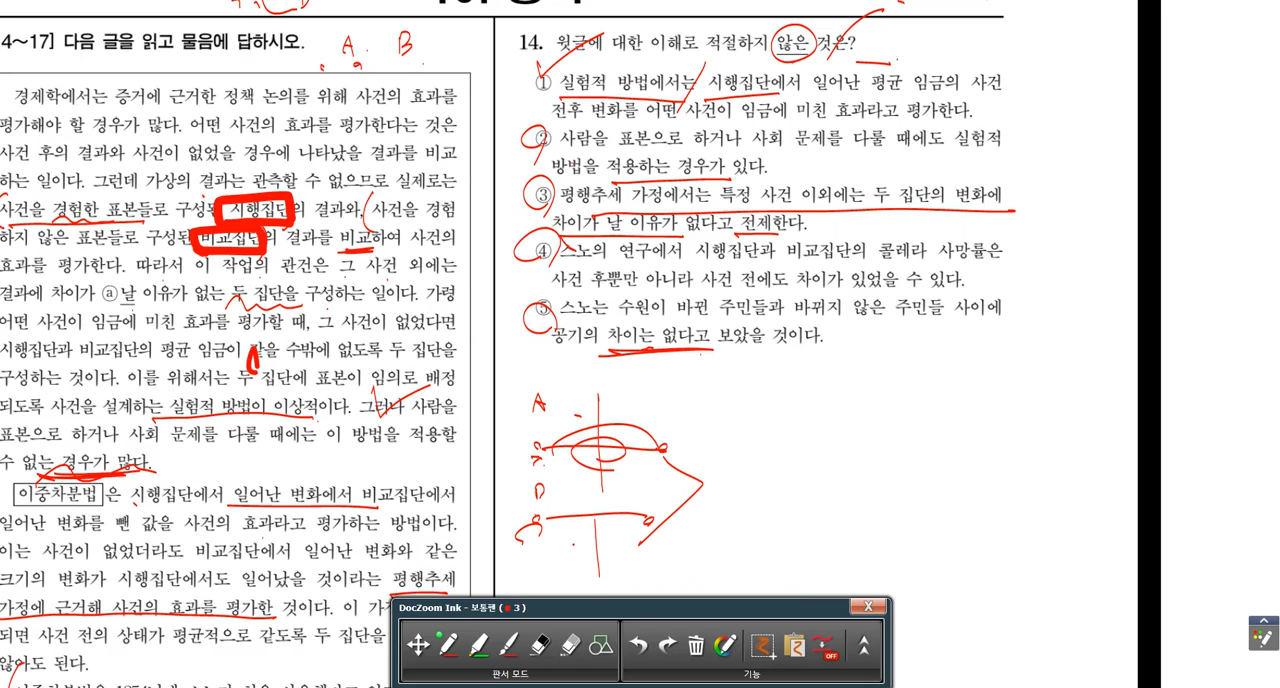 4～17] 다음 글을 읽고 물음에 답하시오.
A. B
경제학에서는 증거에 근거한 정책 논의를 위해 사건의 효과를
평가해야 할 경우가 많다. 어떤 사건의 효과를 평가한다는 것은
사건 후의 결과와 사건이 없었을 경우에 나타났을 결과를 비교
하는 일이다. 그런데 가상의 결과는 관측할 수 없으므로 실제로는
사건을 경험한 표본들로 구성된 시행집단의 결과와, 사건을 경험
하지 않은 표본들로 구성된 비교집단의 결과를 비교하여 사건의
효과를 평가한다. 따라서 이 작업의 관건은 그 사건 외에는
결과에 차이가 ⓐ날 이유가 없는 두 집단을 구성하는 일이다. 가령
어떤 사건이 임금에 미친 효과를 평가할 때, 그 사건이 없었다면
시행집단과 비교집단의 평균 임금이 같을 수밖에 없도록 두 집단을
구성하는 것이다. 이를 위해서는 두 집단에 표본이 임의로 배정
되도록 사건을 설계하는 실험적 방법이 이상적이다. 그러나 사람을
표본으로 하거나 사회 문제를 다룰 때에는 이 방법을 적용할
수 없는 경우가 많다.
이중차분법은 시행집단에서 일어난 변화에서 비교집단에서
일어난 변화를 뺀 값을 사건의 효과라고 평가하는 방법이다.
이는 사건이 없었더라도 비교집단에서 일어난 변화와 같은
크기의 변화가 시행집단에서도 일어났을 것이라는 평행추세
가정에 근거해 사건의 효과를 평가한 것이다. 이
되면 사건 전의 상태가 평균적으로 같도록 두 집단을
않아도 된다.
14. 윗글에 대한 이해로 적절하지 않은 것은?
① 실험적 방법에서는 시행집단에서 일어난 평균 임금의 사건
전후 변화를 어떤 사건이 임금에 미친 효과라고 평가한다.
② 사람을 표본으로 하거나 사회 문제를 다룰 때에도 실험적
방법을 적용하는 경우가 있다.
③ 평행추세 가정에서는 특정 사건 이외에는 두 집단의 변화에
차이가 날 이유가 없다고 전제한다.
④ 스노의 연구에서 시행집단과 비교집단의 콜레라 사망률은
사건 후뿐만 아니라 사건 전에도 차이가 있었을 수 있다.
⑤ 스노는 수원이 바뀐 주민들과 바뀌지 않은 주민들 사이에
공기의 차이는 없다고 보았을 것이다.
A
D
DocZoom Ink - 보통펜 ( 3 )
OFF
판서 모드
기능